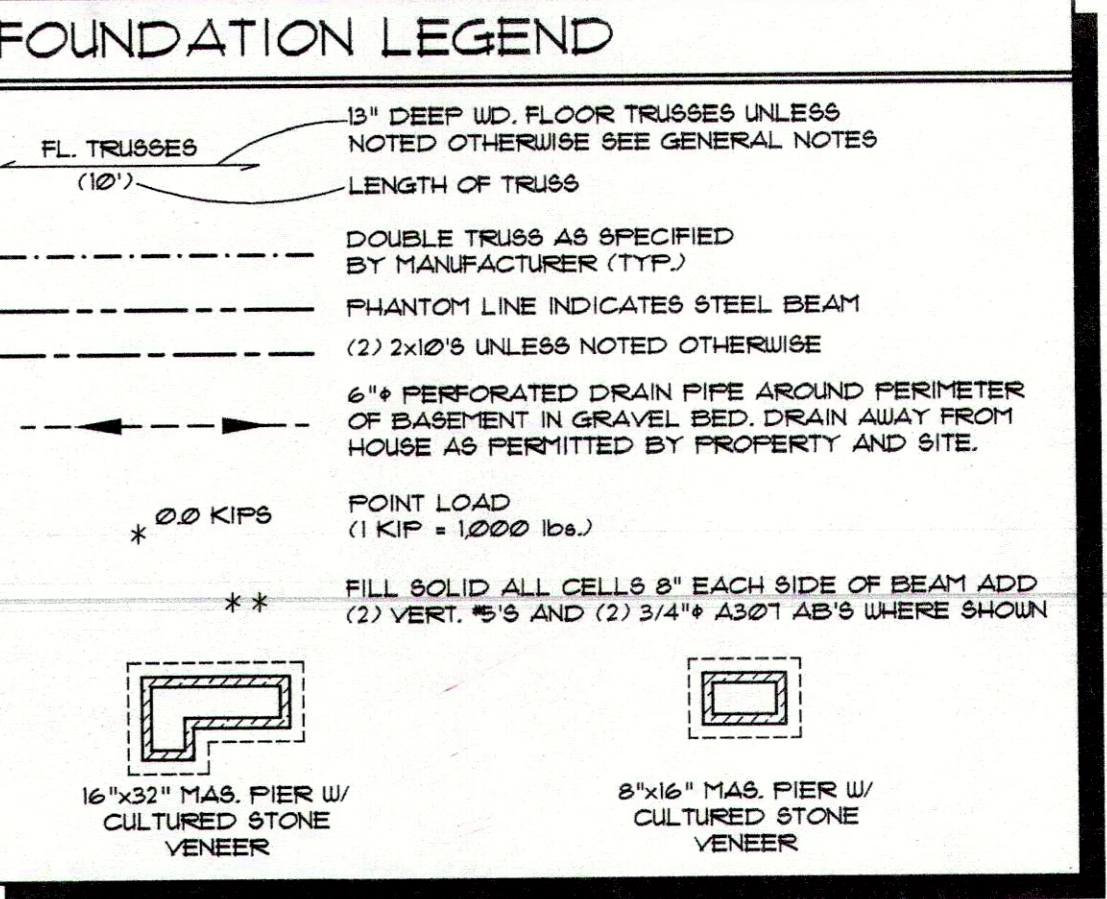 FOUNDATION LEGEND
FL. TRUSSES
(10')
13" DEEP WD. FLOOR TRUSSES UNLESS
NOTED OTHERWISE SEE GENERAL NOTES
LENGTH OF TRUSS
DOUBLE TRUSS AS SPECIFIED
BY MANUFACTURER (TYP.)
PHANTOM LINE INDICATES STEEL BEAM
(2) 2x10'S UNLESS NOTED OTHERWISE
6"ϕ PERFORATED DRAIN PIPE AROUND PERIMETER
OF BASEMENT IN GRAVEL BED. DRAIN AWAY FROM
HOUSE AS PERMITTED BY PROPERTY AND SITE.
* 0.0 KIPS
POINT LOAD
(1 KIP = 1,000 lbs.)
**
FILL SOLID ALL CELLS 8" EACH SIDE OF BEAM ADD
(2) VERT. #5'S AND (2) 3/4"ϕ A307 AB'S WHERE SHOWN
16"x32" MAS. PIER W/
CULTURED STONE
VENEER
8"x16" MAS. PIER W/
CULTURED STONE
VENEER